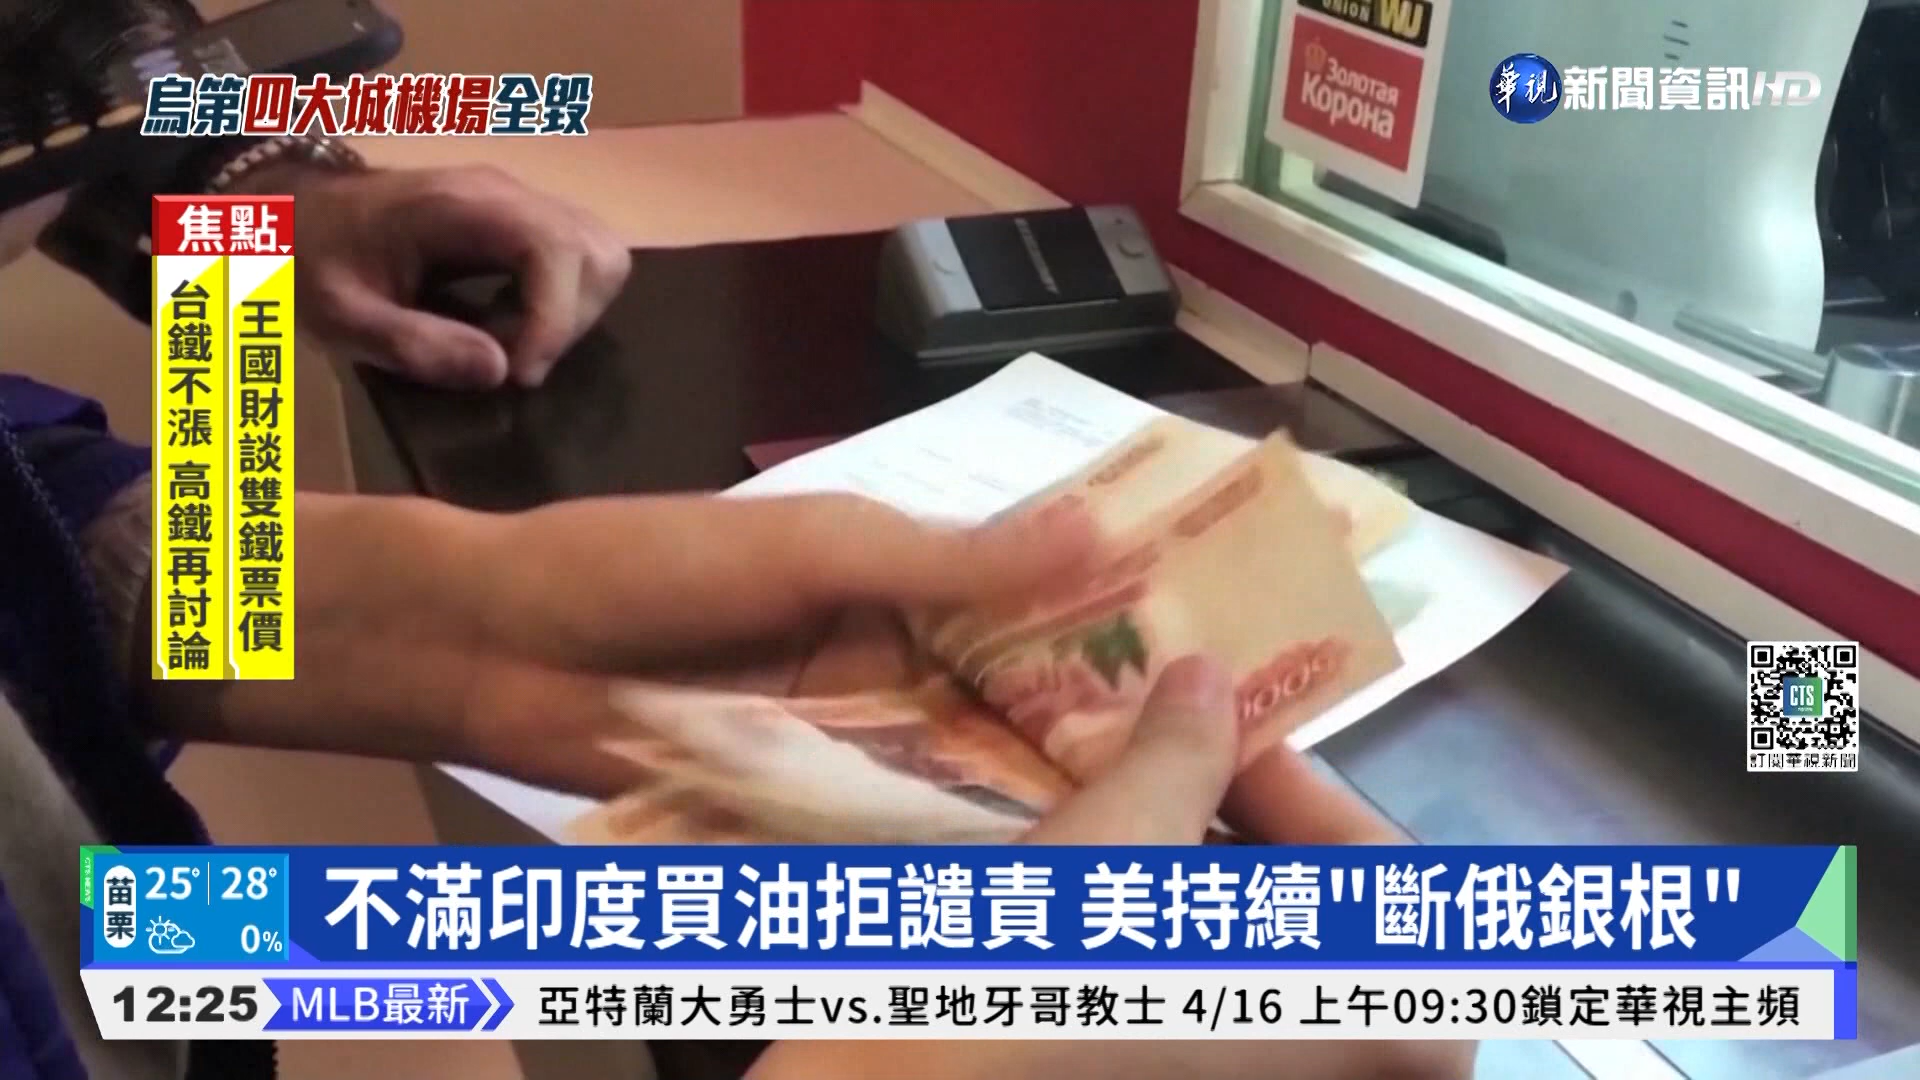 烏第四大城機場全毀
UNION WU
Золотая
Корона
華視 新聞資訊HD
焦點
王國財談雙鐵票價
台鐵不漲 高鐵再討論
1000
CTS
訂閱華視新聞
苗栗 25° 28°
0%
不滿印度買油拒譴責 美持續"斷俄銀根"
12:25 MLB最新 亞特蘭大勇士vs.聖地牙哥教士 4/16 上午09:30鎖定華視主頻